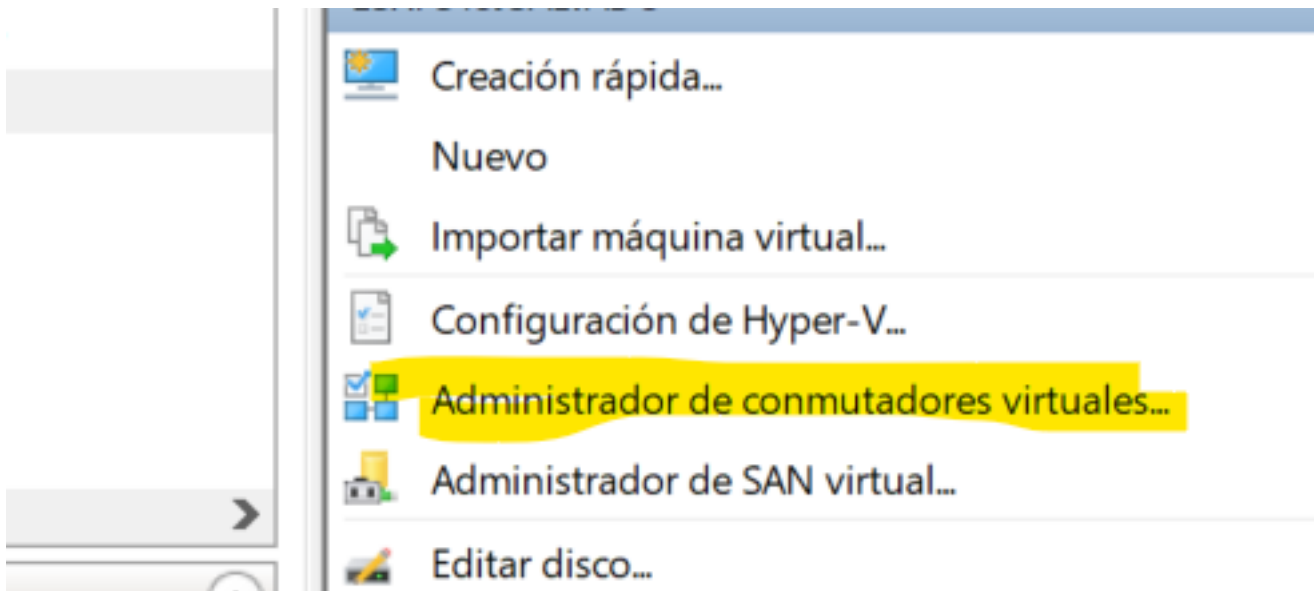 Creación rápida...
Nuevo
Importar máquina virtual...
Configuración de Hyper-V...
Administrador de conmutadores virtuales...
Administrador de SAN virtual...
Editar disco...